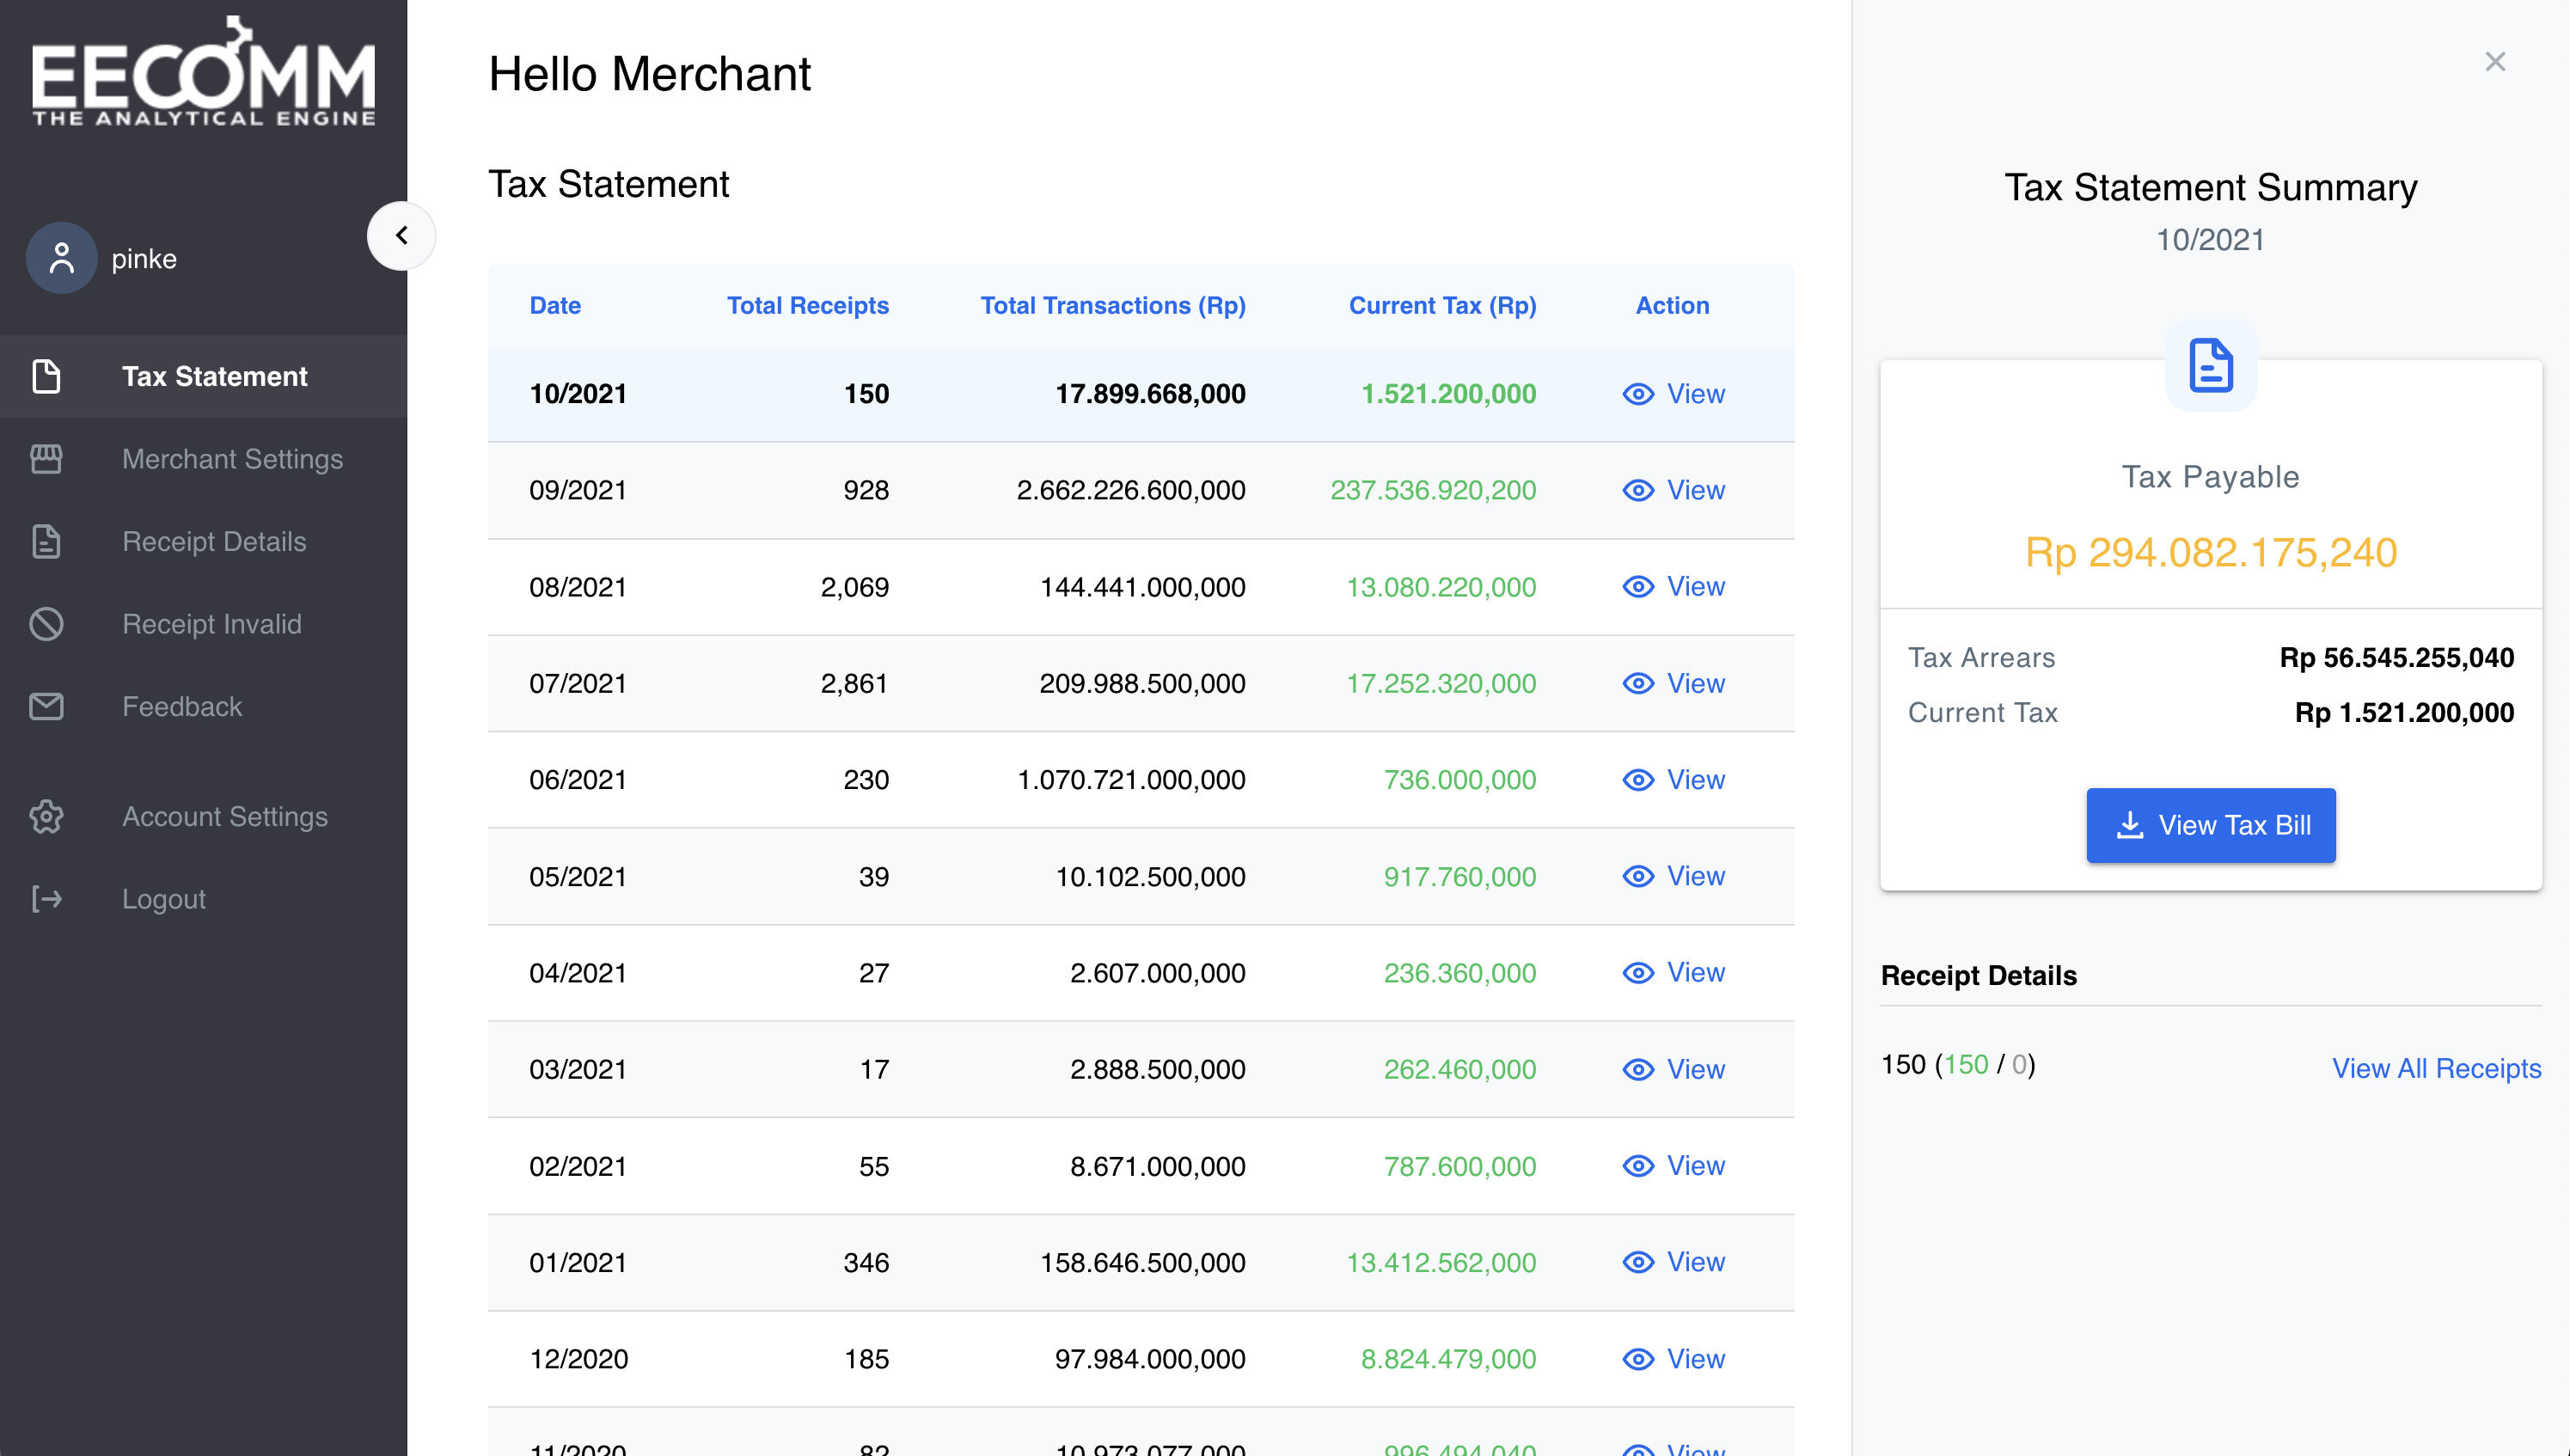 EECOMM
THE ANALYTICAL ENGINE
pinke
Tax Statement
Merchant Settings
Receipt Details
Receipt Invalid
Feedback
Account Settings
Logout
Hello Merchant
Tax Statement
Date Total Receipts Total Transactions (Rp) Current Tax (Rp) Action
10/2021 150 17.899.668,000 1.521.200,000 View
09/2021 928 2.662.226.600,000 237.536.920,200 View
08/2021 2,069 144.441.000,000 13.080.220,000 View
07/2021 2,861 209.988.500,000 17.252.320,000 View
06/2021 230 1.070.721.000,000 736.000,000 View
05/2021 39 10.102.500,000 917.760,000 View
04/2021 27 2.607.000,000 236.360,000 View
03/2021 17 2.888.500,000 262.460,000 View
02/2021 55 8.671.000,000 787.600,000 View
01/2021 346 158.646.500,000 13.412.562,000 View
12/2020 185 97.984.000,000 8.824.479,000 View
11/2020 82 10.973.077,000 996.494,040 View
Tax Statement Summary
10/2021
Tax Payable
Rp 294.082.175,240
Tax Arrears Rp 56.545.255,040
Current Tax Rp 1.521.200,000
View Tax Bill
Receipt Details
150 (150 / 0) View All Receipts